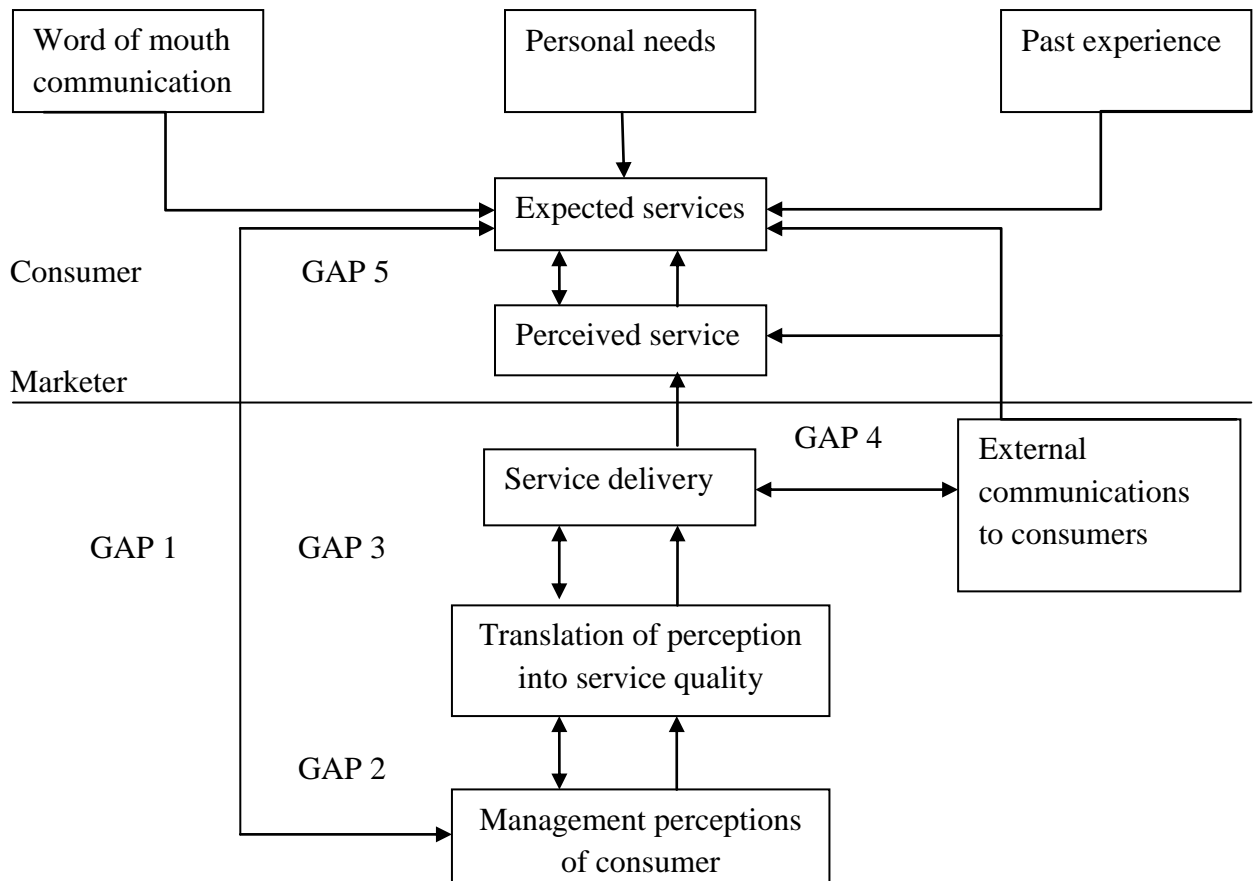 Word of mouth
communication
Personal needs
Past experience
Expected services
Consumer
GAP 5
Perceived service
Marketer
GAP 4
Service delivery
External
communications
to consumers
GAP 1
GAP 3
Translation of perception
into service quality
GAP 2
Management perceptions
of consumer